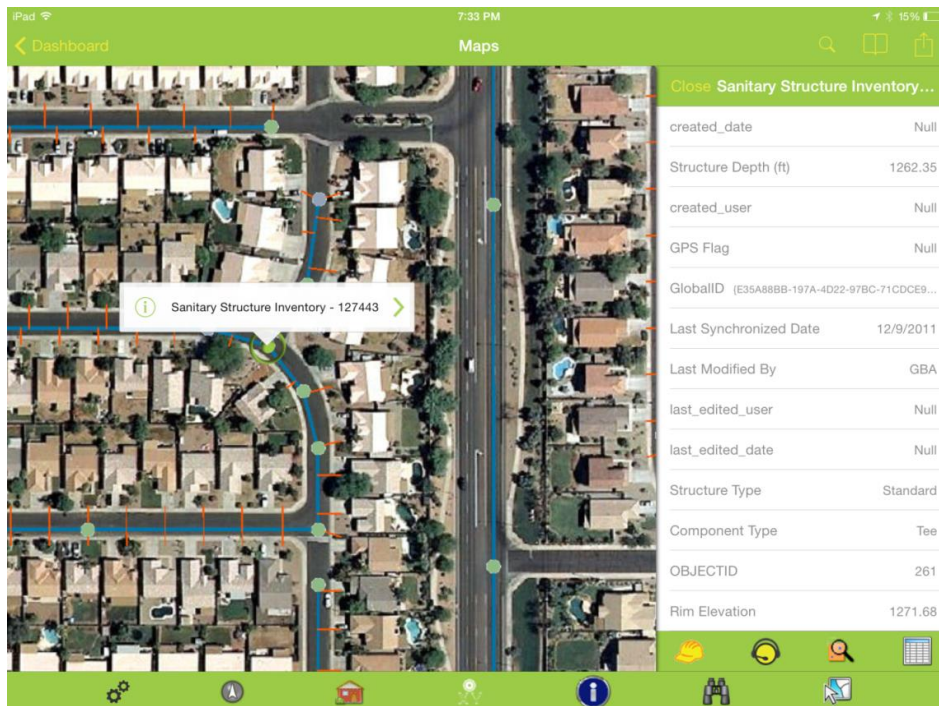 iPad 7:33 PM 15%
Dashboard Maps
Close Sanitary Structure Inventory...
created_date Null
Structure Depth (ft) 1262.35
created_user Null
GPS Flag Null
GlobalID {E35A88BB-197A-4D22-97BC-71CDCE9...
Last Synchronized Date 12/9/2011
Last Modified By GBA
last_edited_user Null
last_edited_date Null
Structure Type Standard
Component Type Tee
OBJECTID 261
Rim Elevation 1271.68
Sanitary Structure Inventory - 127443